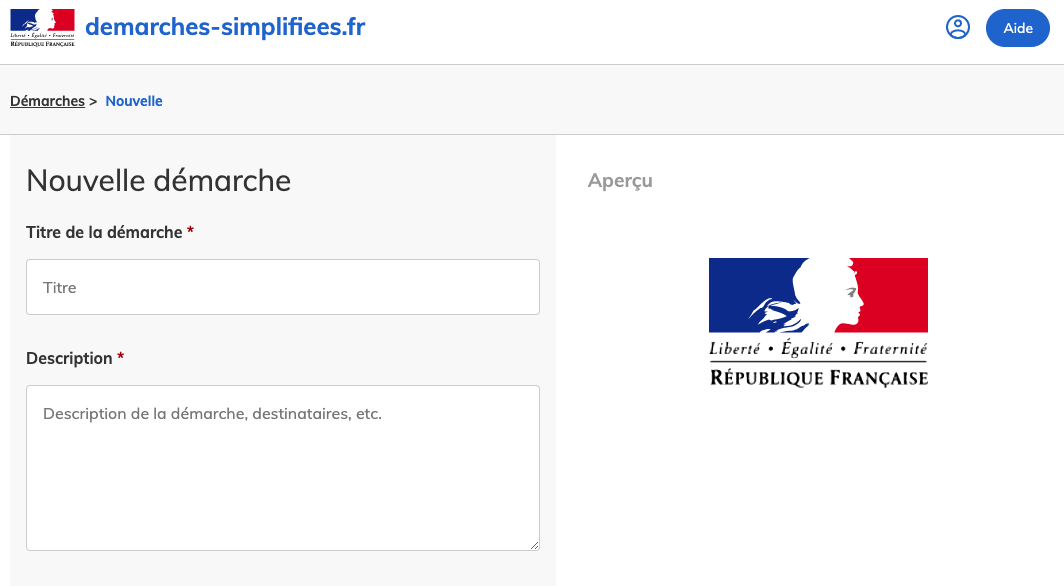 Liberté • Égalité • Fraternité
RÉPUBLIQUE FRANÇAISE
demarches-simplifiees.fr
Aide
Démarches > Nouvelle
Nouvelle démarche
Titre de la démarche *
Titre
Description *
Description de la démarche, destinataires, etc.
Aperçu
Liberté • Égalité • Fraternité
RÉPUBLIQUE FRANÇAISE